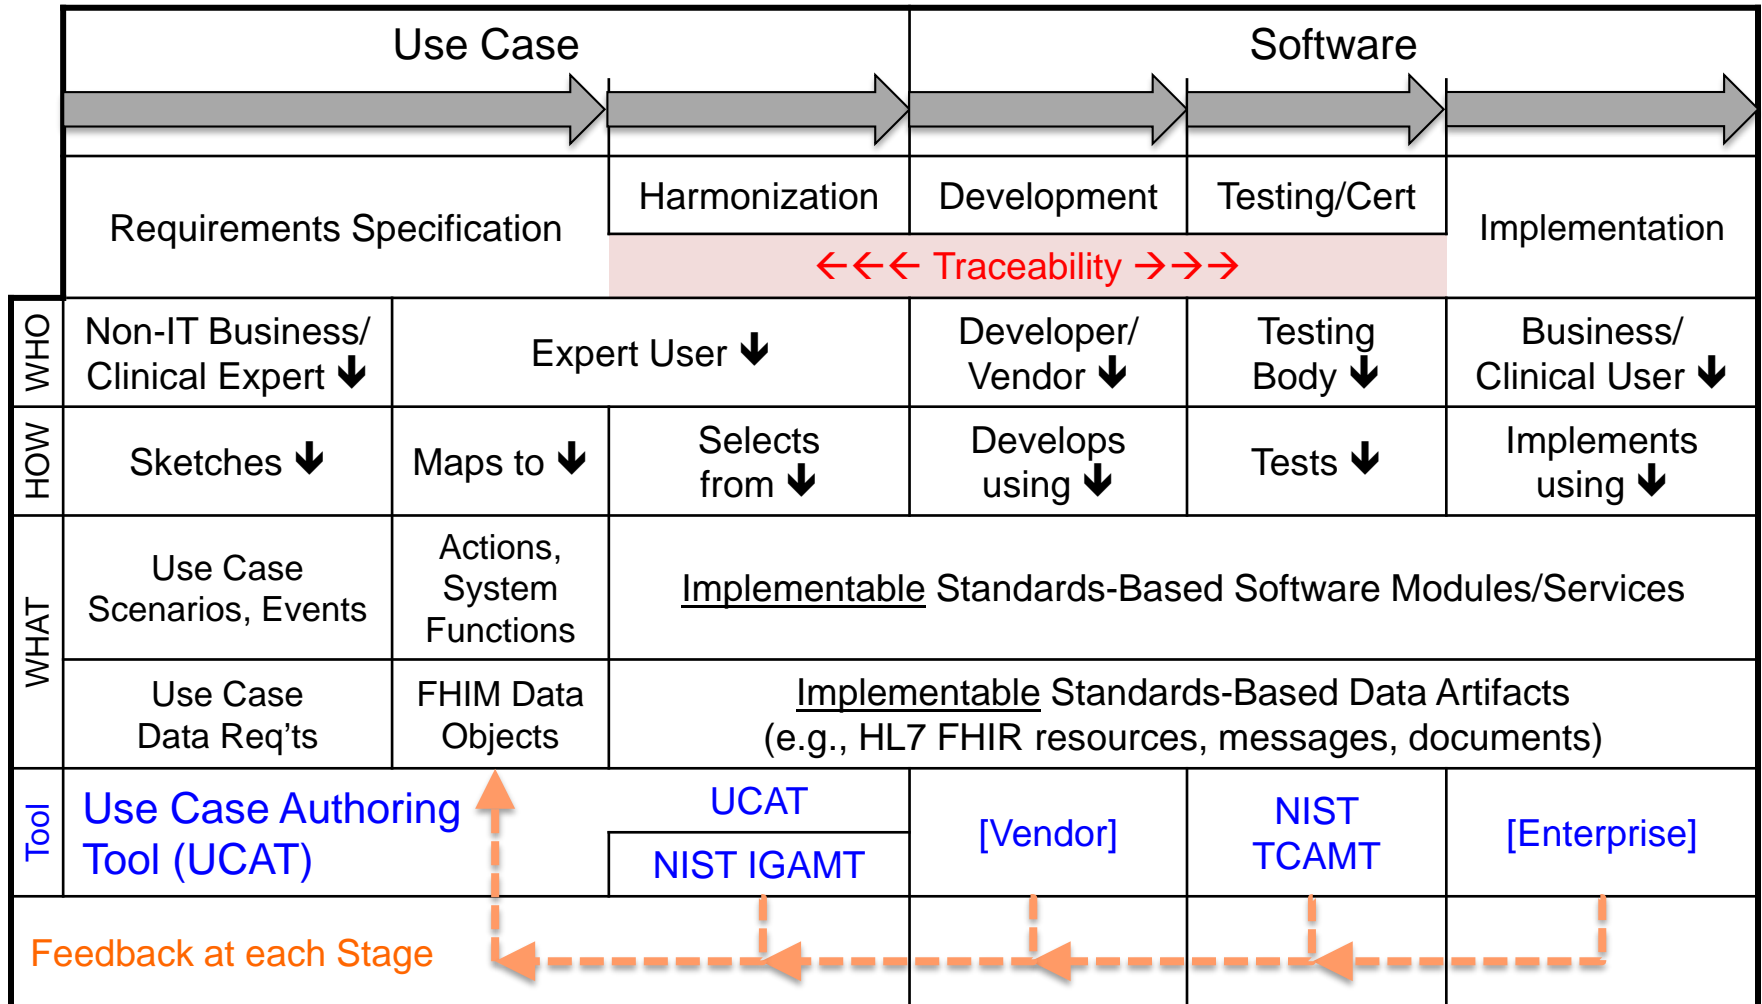 Use Case
Software
Requirements Specification
Harmonization
Development
Testing/Cert
Implementation
←←← Traceability →→→
WHO
Non-IT Business/
Clinical Expert ↓
Expert User ↓
Developer/
Vendor ↓
Testing
Body ↓
Business/
Clinical User ↓
HOW
Sketches ↓
Maps to ↓
Selects
from ↓
Develops
using ↓
Tests ↓
Implements
using ↓
WHAT
Use Case
Scenarios, Events
Actions,
System
Functions
Implementable Standards-Based Software Modules/Services
Use Case
Data Req'ts
FHIM Data
Objects
Implementable Standards-Based Data Artifacts
(e.g., HL7 FHIR resources, messages, documents)
Tool
Use Case Authoring
Tool (UCAT)
UCAT
NIST IGAMT
[Vendor]
NIST
TCAMT
[Enterprise]
Feedback at each Stage